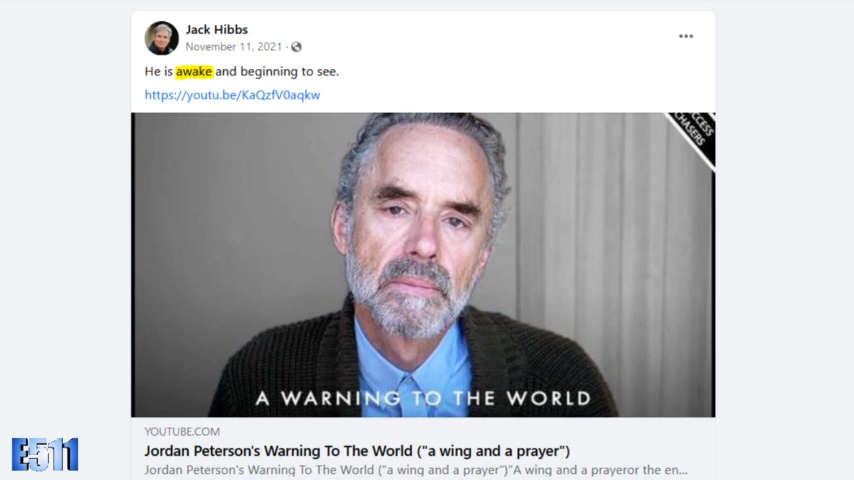 Jack Hibbs
November 11, 2021 ·
He is awake and beginning to see.
https://youtu.be/KaQzfV0aqkw
SUCCESS
CHASERS
A WARNING TO THE WORLD
YOUTUBE.COM
Jordan Peterson's Warning To The World ("a wing and a prayer")
Jordan Peterson's Warning To The World ("a wing and a prayer")"A wing and a prayeror the en...
E511